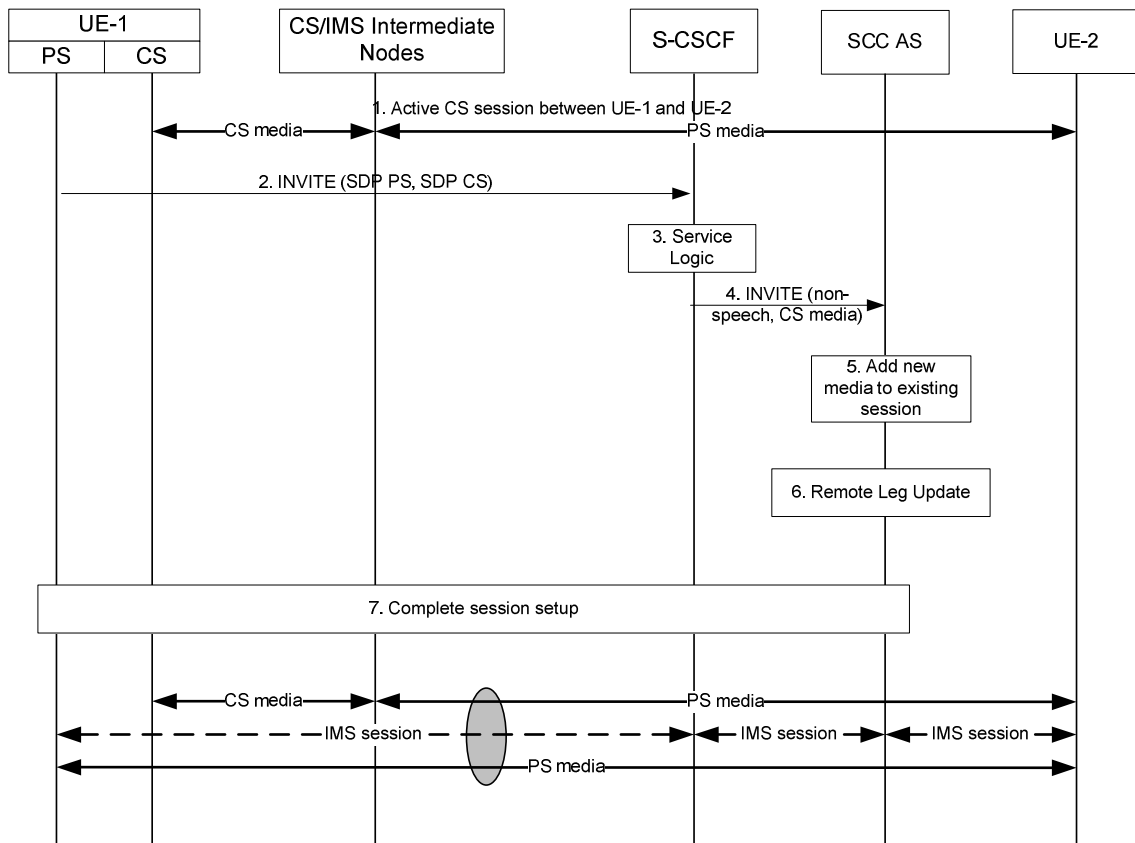 UE-1
PS
CS
CS/IMS Intermediate
Nodes
S-CSCF
SCC AS
UE-2
1. Active CS session between UE-1 and UE-2
CS media
PS media
2. INVITE (SDP PS, SDP CS)
3. Service
Logic
4. INVITE (non-
speech, CS media)
5. Add new
media to existing
session
6. Remote Leg Update
7. Complete session setup
CS media
PS media
IMS session
IMS session
IMS session
PS media